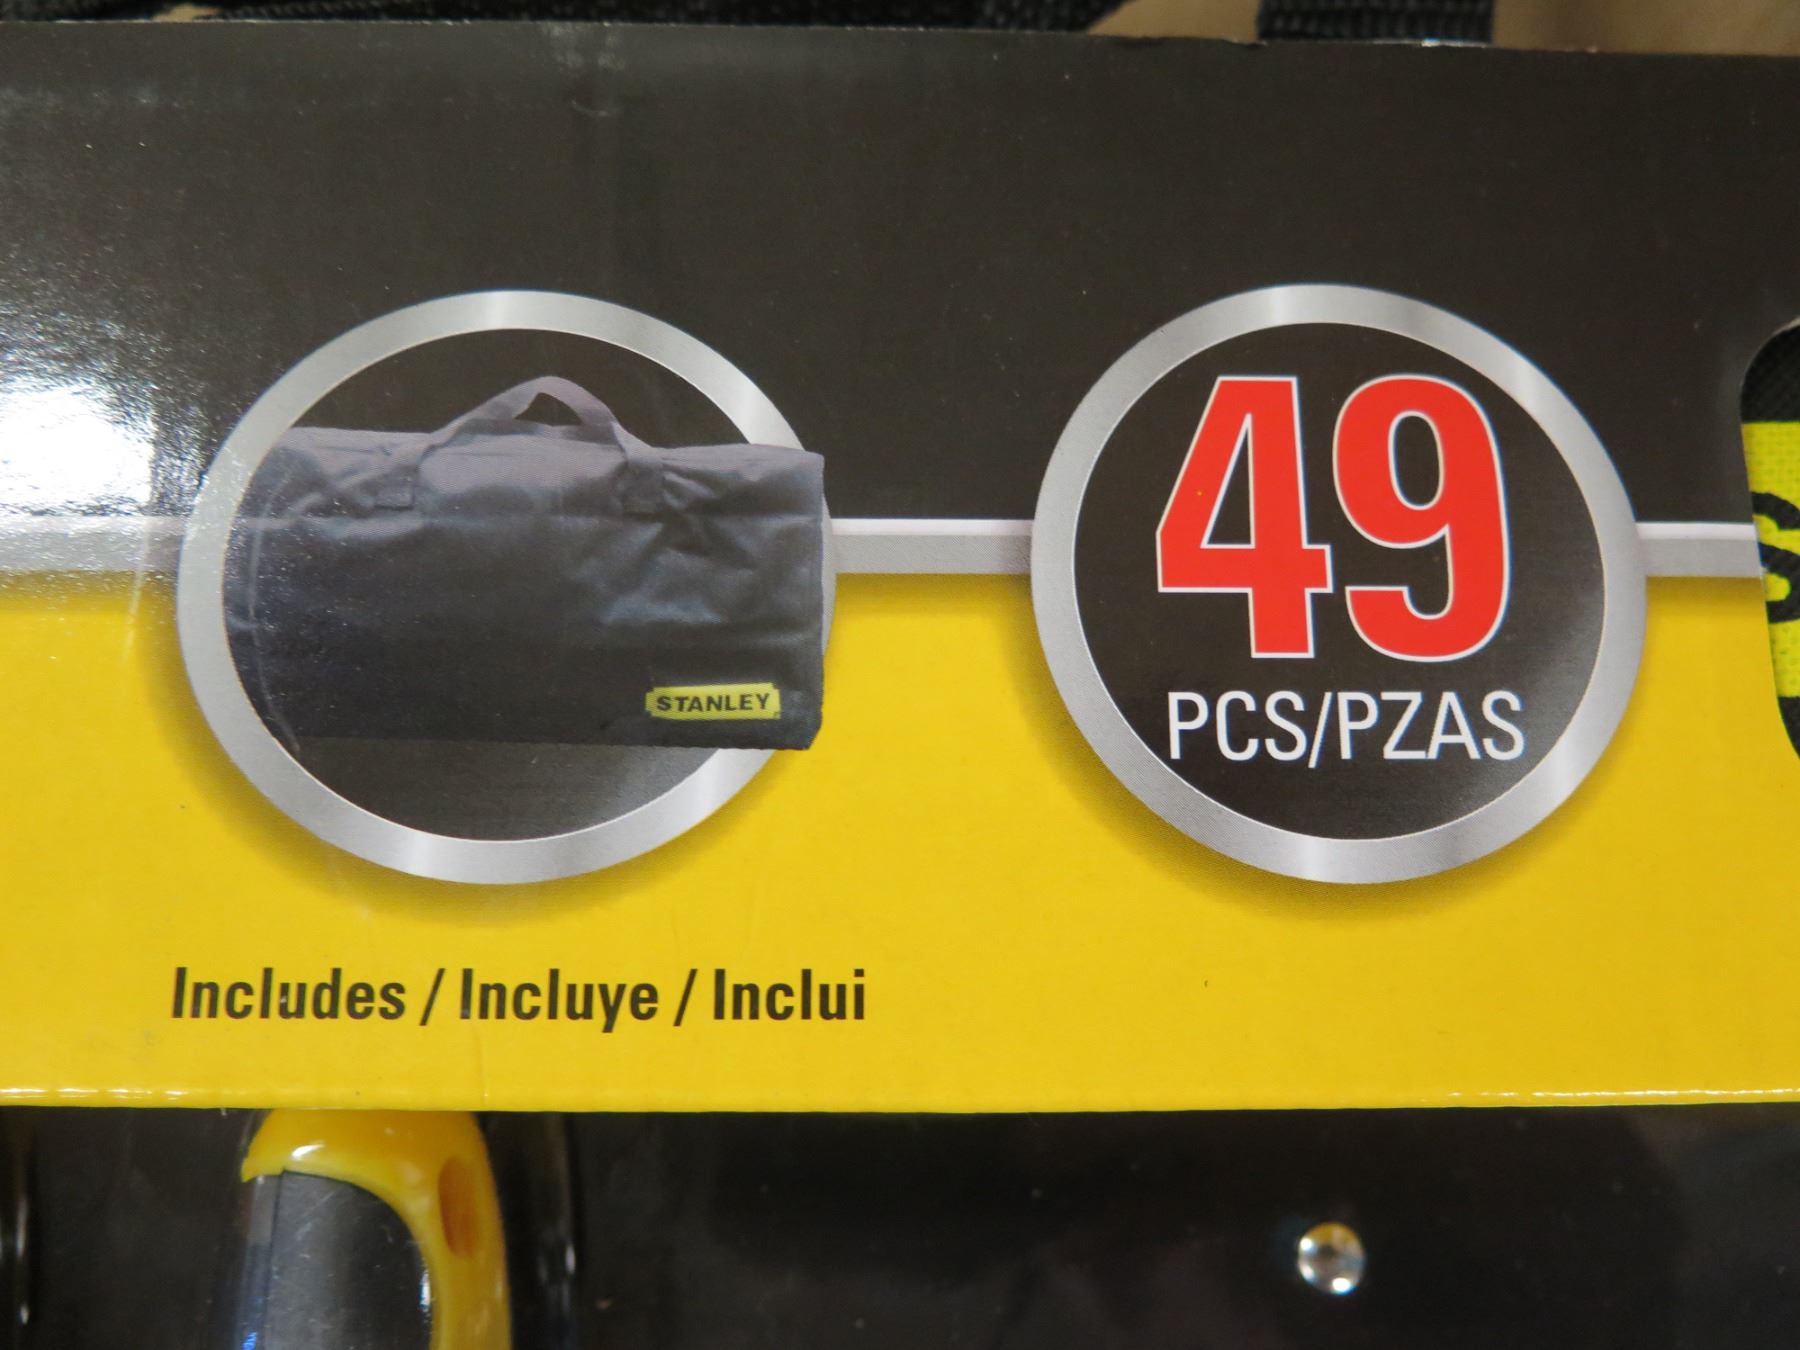 STANLEY
49
PCS/PZAS
Includes / Incluye / Inclui